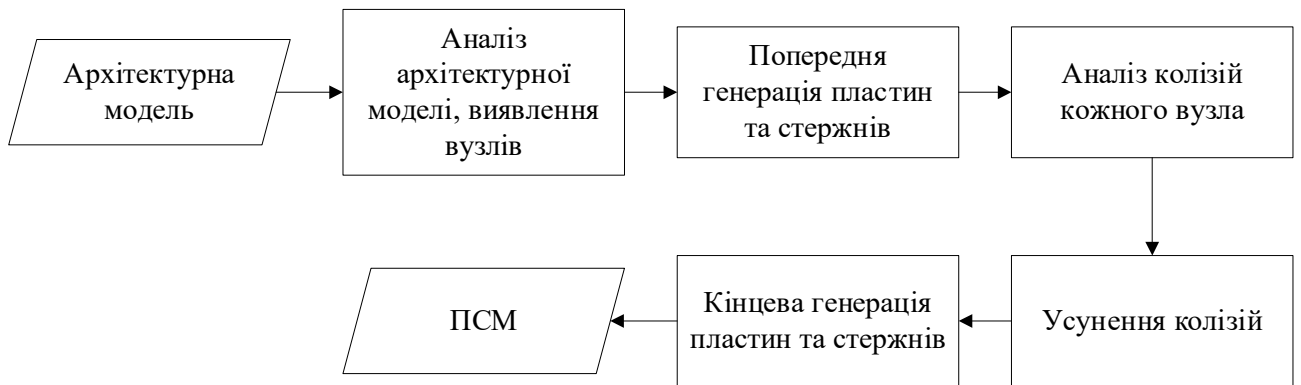 Архітектурна
модель
Аналіз
архітектурної
моделі, виявлення
вузлів
Попередня
генерація пластин
та стержнів
Аналіз колізій
кожного вузла
ПСМ
Кінцева генерація
пластин та стержнів
Усунення колізій